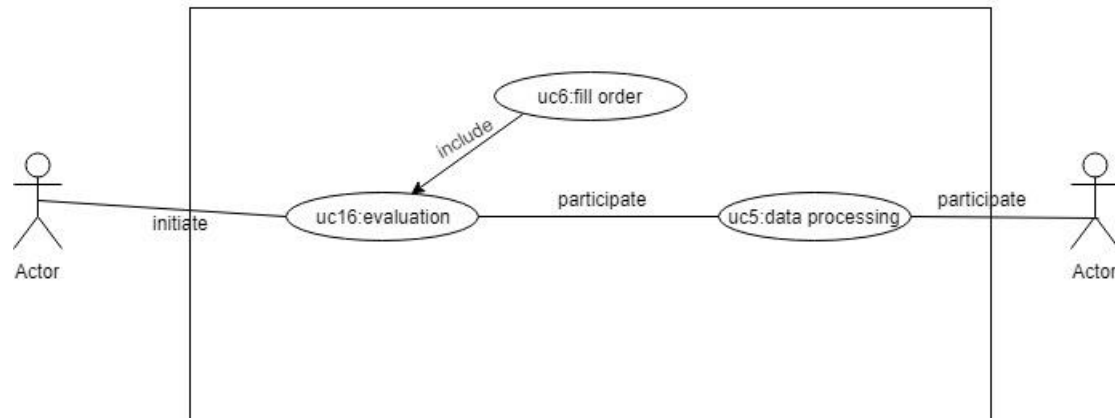 uc6:fill order
include
initiate
uc16:evaluation
participate
uc5:data processing
participate
Actor
Actor